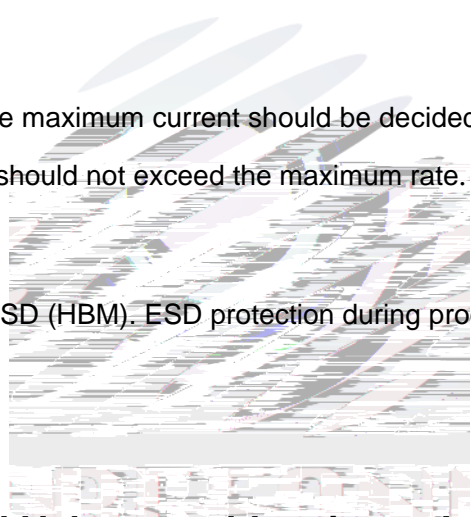 e maximum current should be decided
should not exceed the maximum rate.
SD (HBM). ESD protection during pro